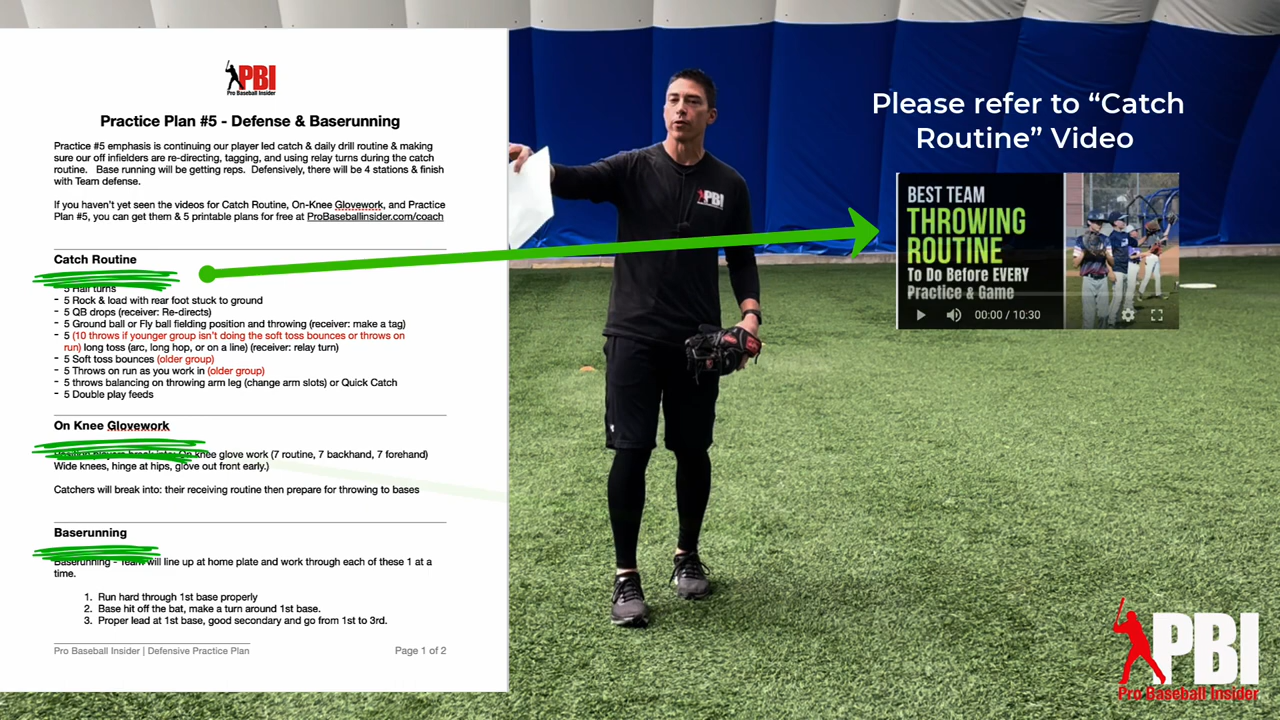 PBI
Pro Baseball Insider
Practice Plan #5 - Defense & Baserunning
Practice #5 emphasis is continuing our player led catch & daily drill routine & making
sure our off infielders are re-directing, tagging, and using relay turns during the catch
routine. Base running will be getting reps. Defensively, there will be 4 stations & finish
with Team defense.
If you haven't yet seen the videos for Catch Routine, On-Knee Glovework, and Practice
Plan #5, you can get them & 5 printable plans for free at ProBaseballinsider.com/coach
Catch Routine
- 5 Half turns
- 5 Rock & load with rear foot stuck to ground
- 5 QB drops (receiver: Re-directs)
- 5 Ground ball or Fly ball fielding position and throwing (receiver: make a tag)
- 5 (10 throws if younger group isn't doing the soft toss bounces or throws on
run) long toss (arc, long hop, or on a line) (receiver: relay turn)
- 5 Soft toss bounces (older group)
- 5 Throws on run as you work in (older group)
- 5 throws balancing on throwing arm leg (change arm slots) or Quick Catch
- 5 Double play feeds
On Knee Glovework
knee glove work (7 routine, 7 backhand, 7 forehand)
Wide knees, hinge at hips, glove out front early.)
Catchers will break into: their receiving routine then prepare for throwing to bases
Baserunning
Baserunning - Team will line up at home plate and work through each of these 1 at a
time.
1. Run hard through 1st base properly
2. Base hit off the bat, make a turn around 1st base.
3. Proper lead at 1st base, good secondary and go from 1st to 3rd.
Pro Baseball Insider | Defensive Practice Plan
Page 1 of 2
PBI
Please refer to “Catch
Routine” Video
BEST TEAM
THROWING
ROUTINE
To Do Before EVERY
Practice & Game
00:00 / 10:30
PBI
Pro Baseball Insider